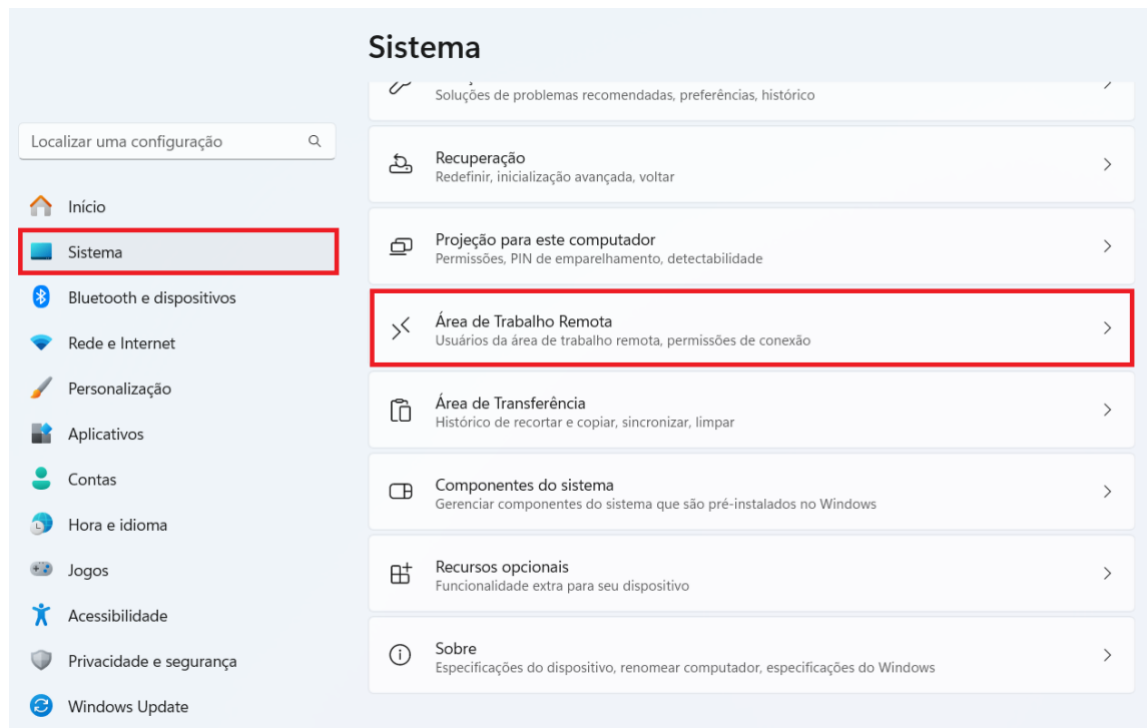 Sistema
Localizar uma configuração
Início
Sistema
Bluetooth e dispositivos
Rede e Internet
Personalização
Aplicativos
Contas
Hora e idioma
Jogos
Acessibilidade
Privacidade e segurança
Windows Update
Soluções de problemas recomendadas, preferências, histórico
Recuperação
Redefinir, inicialização avançada, voltar
Projeção para este computador
Permissões, PIN de emparelhamento, detectabilidade
Área de Trabalho Remota
Usuários da área de trabalho remota, permissões de conexão
Área de Transferência
Histórico de recortar e copiar, sincronizar, limpar
Componentes do sistema
Gerenciar componentes do sistema que são pré-instalados no Windows
Recursos opcionais
Funcionalidade extra para seu dispositivo
Sobre
Especificações do dispositivo, renomear computador, especificações do Windows